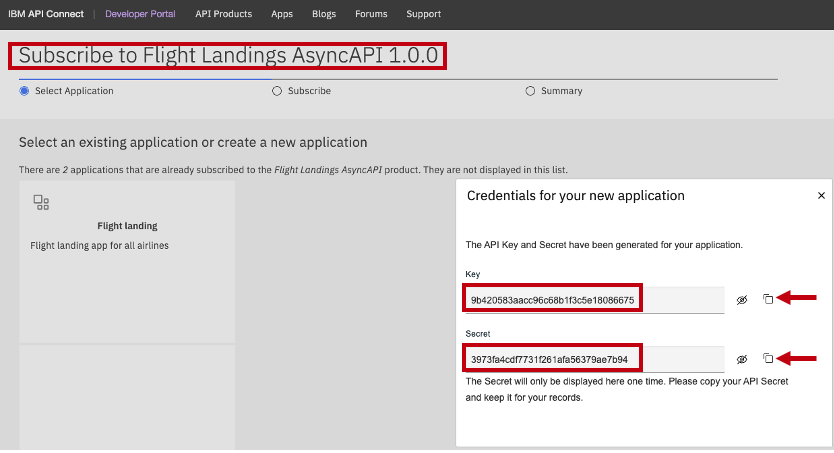 IBM API Connect | Developer Portal API Products Apps Blogs Forums Support
Subscribe to Flight Landings AsyncAPI 1.0.0
Select Application Subscribe Summary
Select an existing application or create a new application
There are 2 applications that are already subscribed to the Flight Landings AsyncAPI product. They are not displayed in this list.
Flight landing
Flight landing app for all airlines
Credentials for your new application
The API Key and Secret have been generated for your application.
Key
9b420583aacc96c68b1f3c5e18086675
Secret
3973fa4cdf7731f261afa56379ae7b94
The Secret will only be displayed here one time. Please copy your API Secret
and keep it for your records.